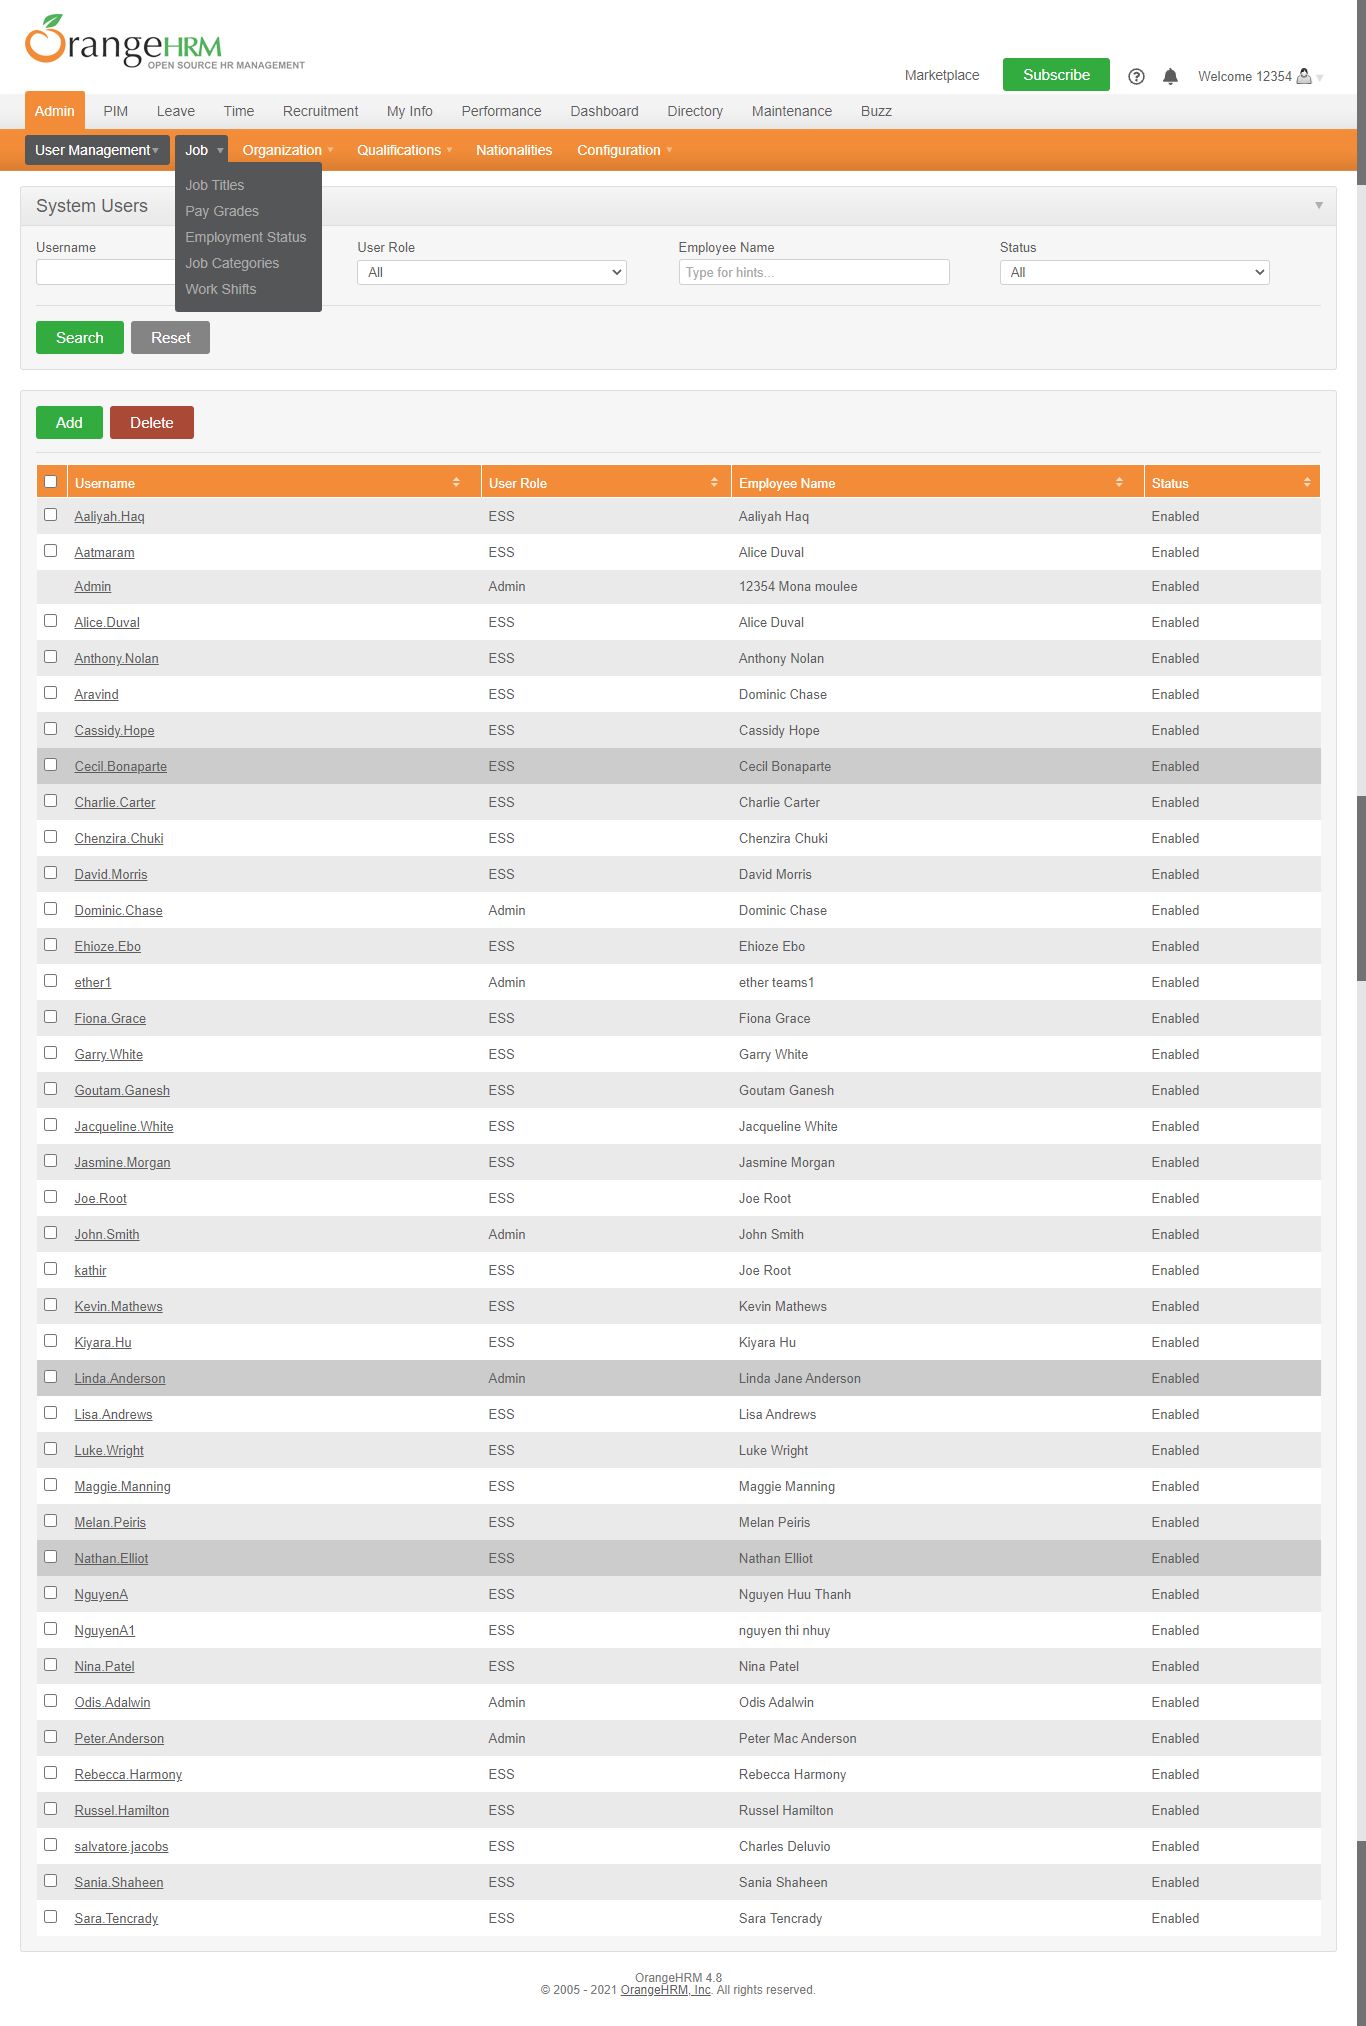 OrangeHRM
OPEN SOURCE HR MANAGEMENT
Marketplace Subscribe Welcome 12354
Admin PIM Leave Time Recruitment My Info Performance Dashboard Directory Maintenance Buzz
User Management Job Organization Qualifications Nationalities Configuration
Job Titles
Pay Grades
Employment Status
Job Categories
Work Shifts
System Users
Username User Role Employee Name Status
All Type for hints... All
Search Reset
Add Delete
Username User Role Employee Name Status
Aaliyah.Haq ESS Aaliyah Haq Enabled
Aatmaram ESS Alice Duval Enabled
Admin Admin 12354 Mona moulee Enabled
Alice.Duval ESS Alice Duval Enabled
Anthony.Nolan ESS Anthony Nolan Enabled
Aravind ESS Dominic Chase Enabled
Cassidy.Hope ESS Cassidy Hope Enabled
Cecil.Bonaparte ESS Cecil Bonaparte Enabled
Charlie.Carter ESS Charlie Carter Enabled
Chenzira.Chuki ESS Chenzira Chuki Enabled
David.Morris ESS David Morris Enabled
Dominic.Chase Admin Dominic Chase Enabled
Ehioze.Ebo ESS Ehioze Ebo Enabled
ether1 Admin ether teams1 Enabled
Fiona.Grace ESS Fiona Grace Enabled
Garry.White ESS Garry White Enabled
Goutam.Ganesh ESS Goutam Ganesh Enabled
Jacqueline.White ESS Jacqueline White Enabled
Jasmine.Morgan ESS Jasmine Morgan Enabled
Joe.Root ESS Joe Root Enabled
John.Smith Admin John Smith Enabled
kathir ESS Joe Root Enabled
Kevin.Mathews ESS Kevin Mathews Enabled
Kiyara.Hu ESS Kiyara Hu Enabled
Linda.Anderson Admin Linda Jane Anderson Enabled
Lisa.Andrews ESS Lisa Andrews Enabled
Luke.Wright ESS Luke Wright Enabled
Maggie.Manning ESS Maggie Manning Enabled
Melan.Peiris ESS Melan Peiris Enabled
Nathan.Elliot ESS Nathan Elliot Enabled
NguyenA ESS Nguyen Huu Thanh Enabled
NguyenA1 ESS nguyen thi nhuy Enabled
Nina.Patel ESS Nina Patel Enabled
Odis.Adalwin Admin Odis Adalwin Enabled
Peter.Anderson Admin Peter Mac Anderson Enabled
Rebecca.Harmony ESS Rebecca Harmony Enabled
Russel.Hamilton ESS Russel Hamilton Enabled
salvatore.jacobs ESS Charles Deluvio Enabled
Sania.Shaheen ESS Sania Shaheen Enabled
Sara.Tencrady ESS Sara Tencrady Enabled
OrangeHRM 4.8
© 2005 - 2021 OrangeHRM, Inc. All rights reserved.